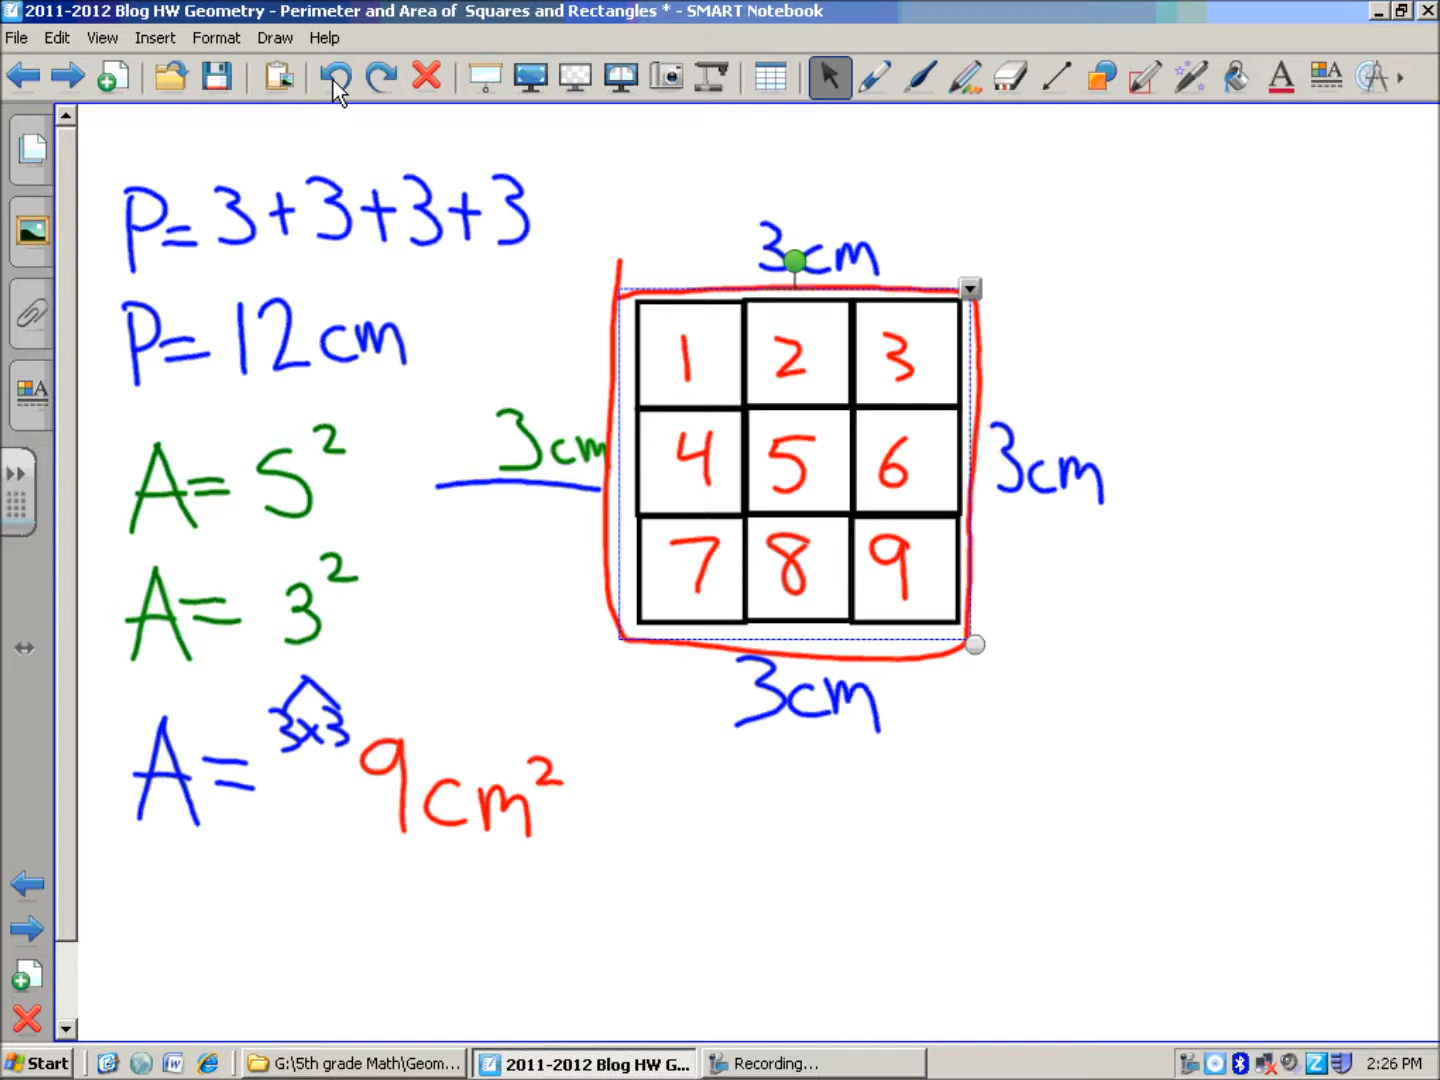 2011-2012 Blog HW Geometry - Perimeter and Area of Squares and Rectangles * - SMART Notebook
File Edit View Insert Format Draw Help
P=3+3+3+3
P=12cm
A=S²
A=3²
3x3
A= 9cm²
3cm
3cm
3cm
3cm
1 2 3
4 5 6
7 8 9
Start
G:\5th grade Math\Geom...
2011-2012 Blog HW G...
Recording...
2:26 PM